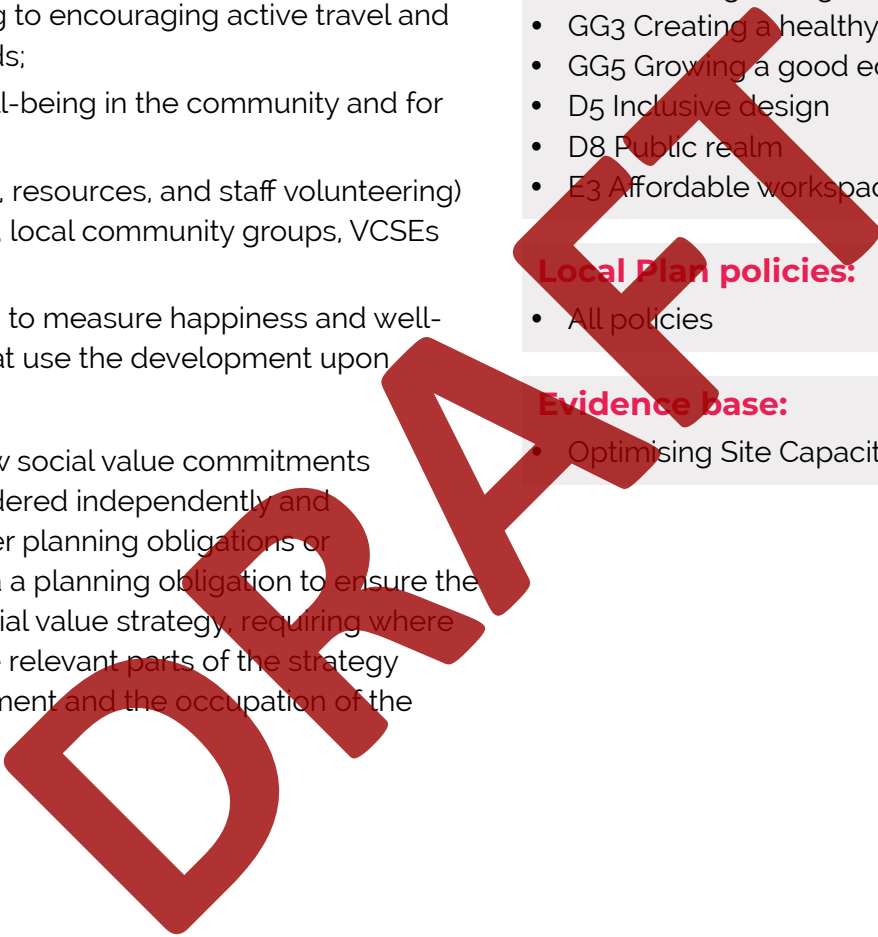 g to encouraging active travel and
ds;
l-being in the community and for
, resources, and staff volunteering)
local community groups, VCSEs
to measure happiness and well-
at use the development upon
w social value commitments
dered independently and
er planning obligations or
a planning obligation to ensure the
ial value strategy, requiring where
relevant parts of the strategy
ment and the occupation of the
• GG3 Creating a healthy
• GG5 Growing a good ec
• D5 Inclusive design
• D8 Public realm
• E3 Affordable workspac
Local Plan policies:
• All policies
Evidence base:
• Optimising Site Capacit
DRAFT